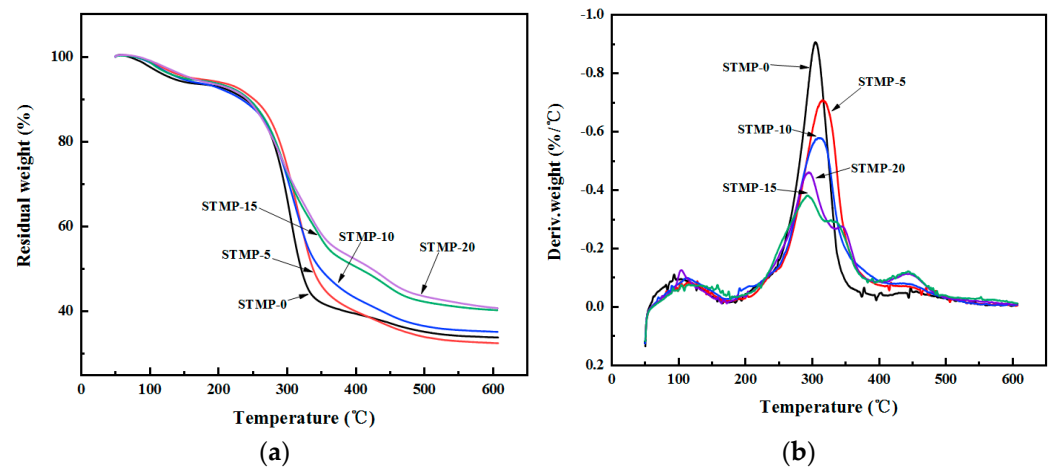 Residual weight (%)
100
80
60
40
0
100
200
300
400
500
600
Temperature (℃)
STMP-15
STMP-10
STMP-5
STMP-20
STMP-0
(a)
Deriv.weight (%/℃)
-1.0
-0.8
-0.6
-0.4
-0.2
0.0
0.2
0
100
200
300
400
500
600
Temperature (℃)
STMP-0
STMP-5
STMP-10
STMP-20
STMP-15
(b)